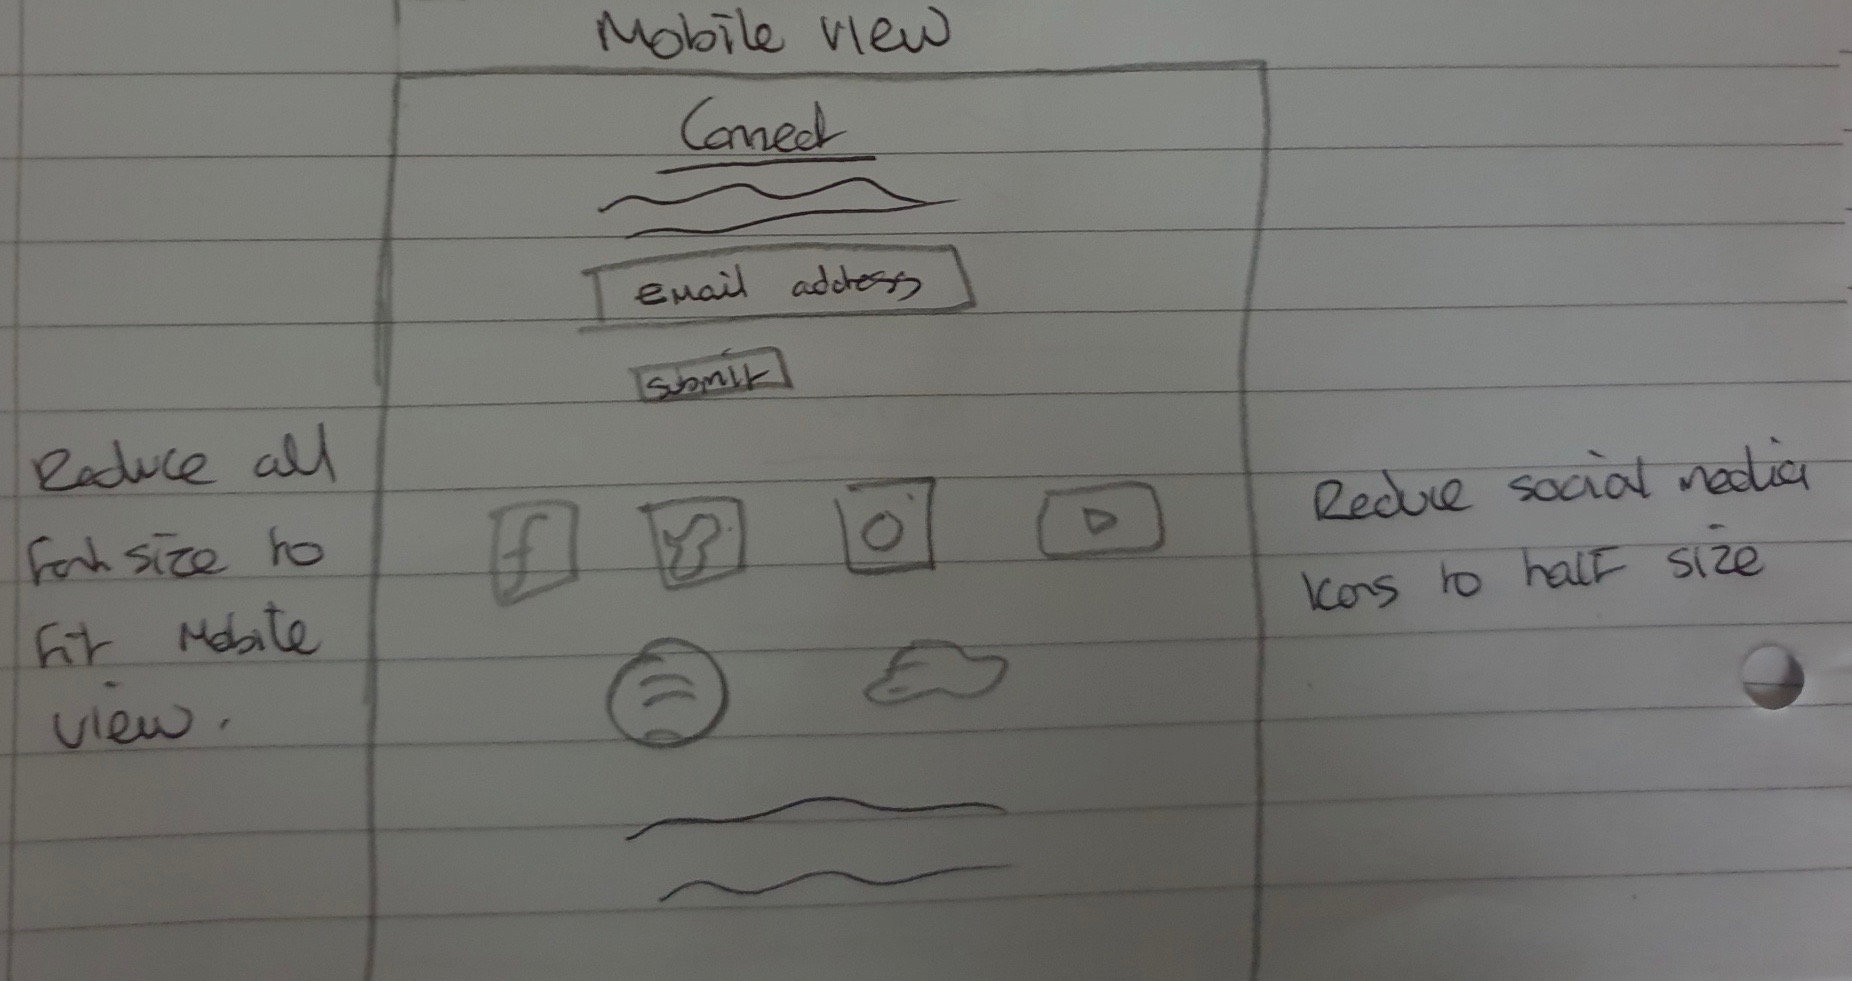 Mobile view
Connect
email address
submit
Reduce all
font size to
fit mobile
view.
f
Reduce social media
icons to half size